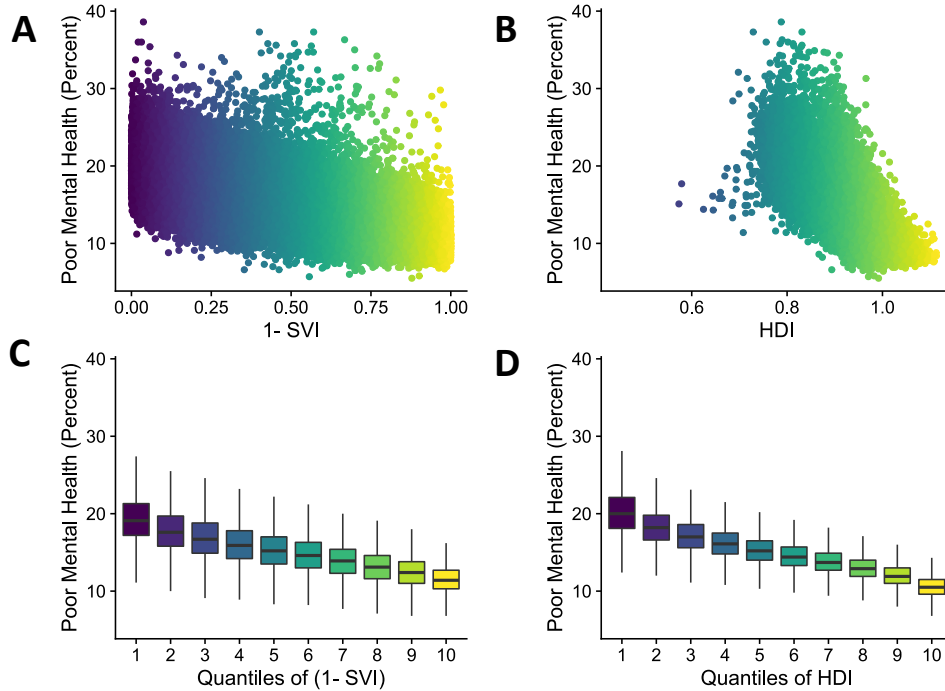 A
Poor Mental Health (Percent)
40
30
20
10
0.00 0.25 0.50 0.75 1.00
1- SVI
B
Poor Mental Health (Percent)
40
30
20
10
0.6 0.8 1.0
HDI
C
Poor Mental Health (Percent)
40
30
20
10
1 2 3 4 5 6 7 8 9 10
Quantiles of (1- SVI)
D
Poor Mental Health (Percent)
40
30
20
10
1 2 3 4 5 6 7 8 9 10
Quantiles of HDI